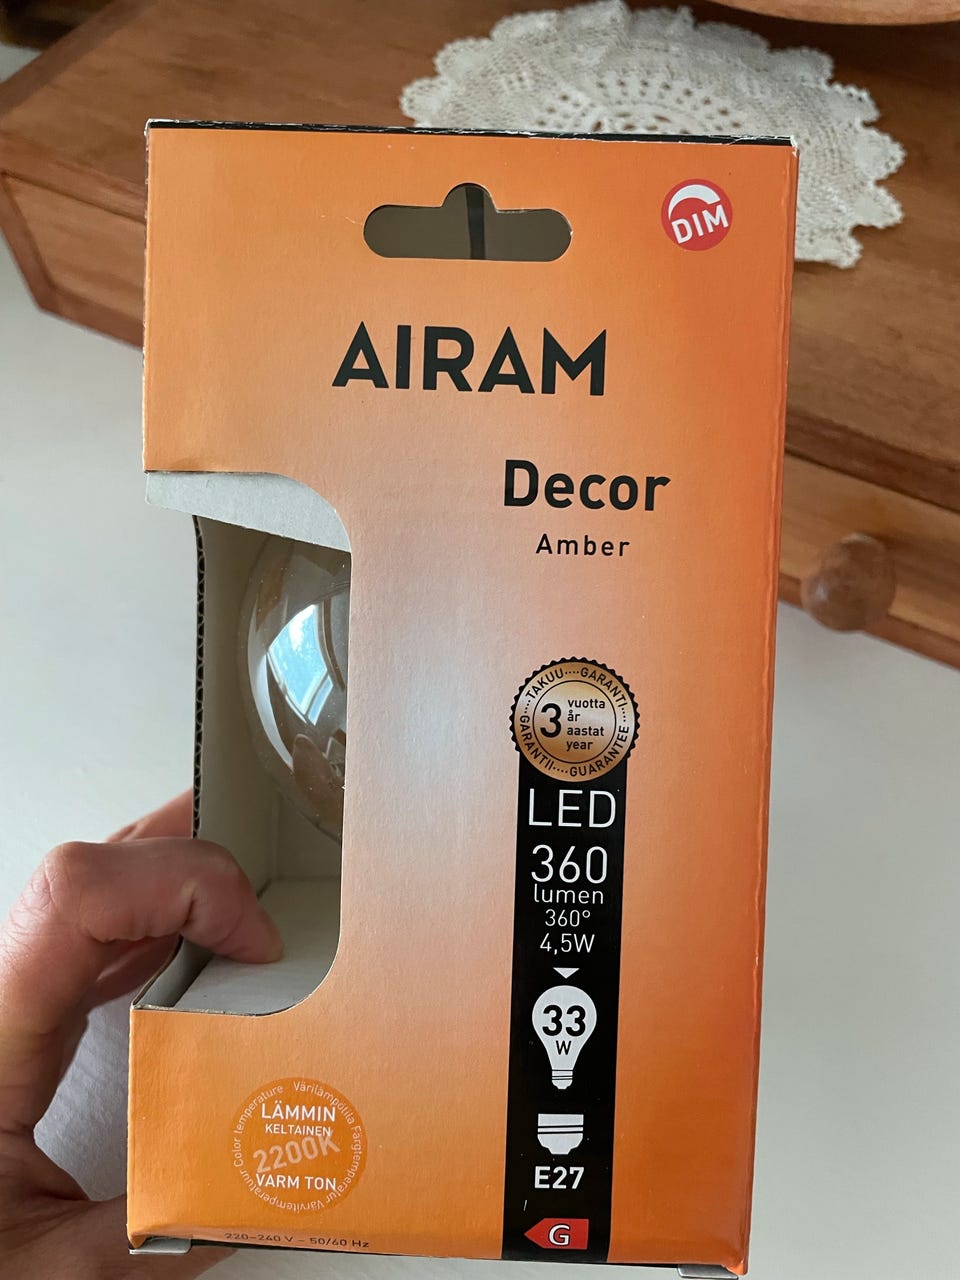 DIM
AIRAM
Decor
Amber
TAKUU····GARANTI····GUARANTEE····GARANTII
3
vuotta
år
aastat
year
LED
360
lumen
360°
4,5W
33
W
E27
G
Color temperature Värilämpötila Färgtemperatur Värvitemperatuur
LÄMMIN
KELTAINEN
2200K
VARM TON
220–240 V – 50/60 Hz